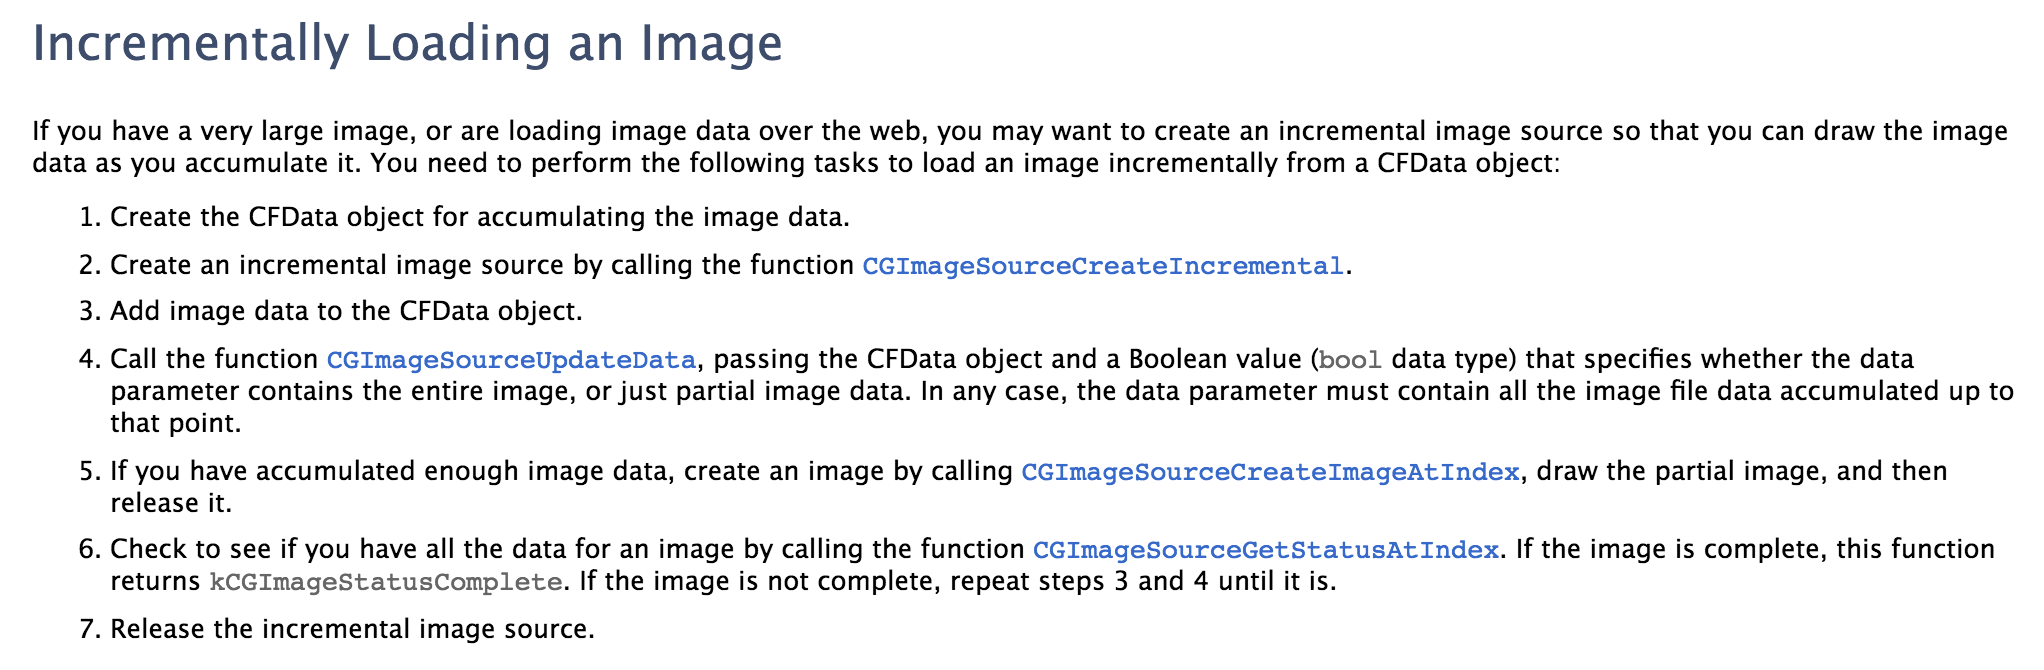 Incrementally Loading an Image
If you have a very large image, or are loading image data over the web, you may want to create an incremental image source so that you can draw the image
data as you accumulate it. You need to perform the following tasks to load an image incrementally from a CFData object:
1. Create the CFData object for accumulating the image data.
2. Create an incremental image source by calling the function CGImageSourceCreateIncremental.
3. Add image data to the CFData object.
4. Call the function CGImageSourceUpdateData, passing the CFData object and a Boolean value (bool data type) that specifies whether the data
parameter contains the entire image, or just partial image data. In any case, the data parameter must contain all the image file data accumulated up to
that point.
5. If you have accumulated enough image data, create an image by calling CGImageSourceCreateImageAtIndex, draw the partial image, and then
release it.
6. Check to see if you have all the data for an image by calling the function CGImageSourceGetStatusAtIndex. If the image is complete, this function
returns kCGImageStatusComplete. If the image is not complete, repeat steps 3 and 4 until it is.
7. Release the incremental image source.